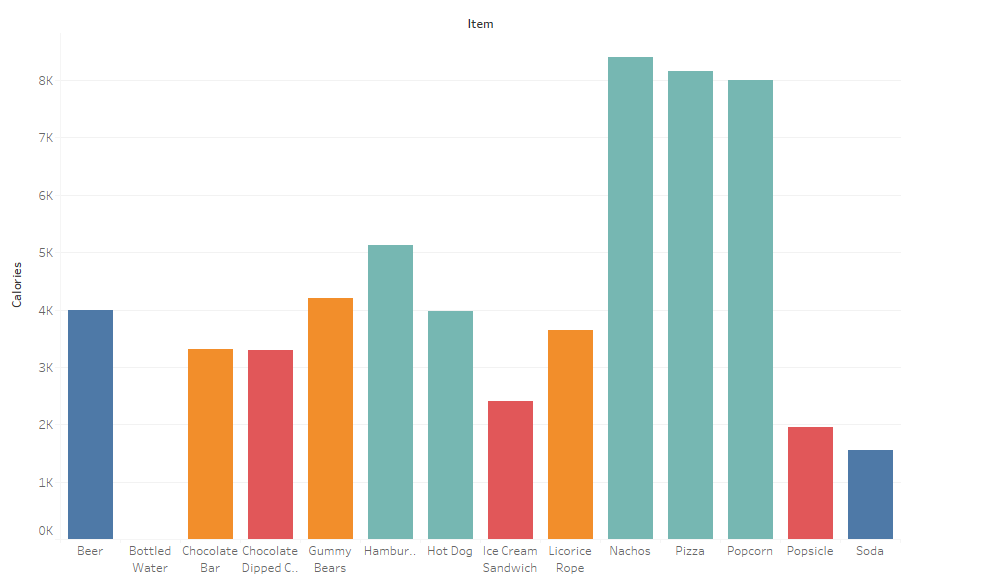 Item
8K
7K
6K
5K
4K
3K
2K
1K
0K
Calories
Beer
Bottled
Water
Chocolate
Bar
Chocolate
Dipped C..
Gummy
Bears
Hambur..
Hot Dog
Ice Cream
Sandwich
Licorice
Rope
Nachos
Pizza
Popcorn
Popsicle
Soda